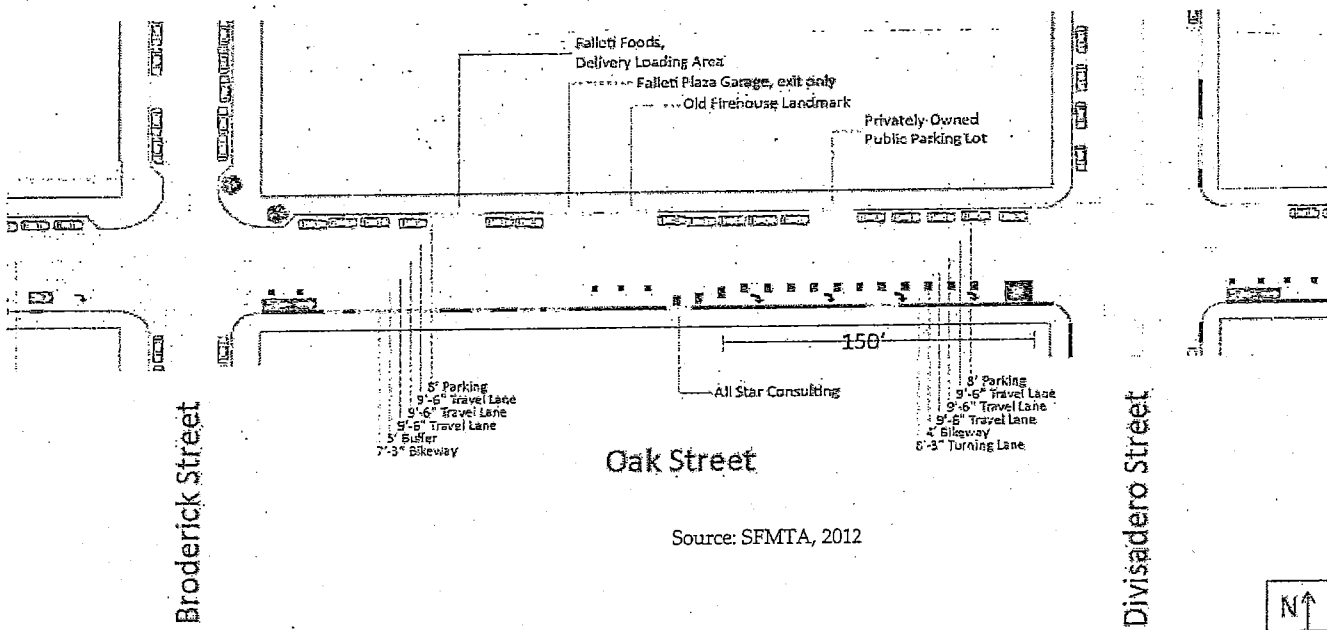 Falleti Foods,
Delivery Loading Area
Falleti Plaza Garage, exit only
Old Firehouse Landmark
Privately-Owned
Public Parking Lot
150'
All Star Consulting
8' Parking
9'-6" Travel Lane
9'-6" Travel Lane
9'-6" Travel Lane
5' Buffer
7'-3" Bikeway
8' Parking
9'-6" Travel Lane
9'-6" Travel Lane
9'-6" Travel Lane
4' Bikeway
8'-3" Turning Lane
Oak Street
Broderick Street
Divisadero Street
Source: SFMTA, 2012
N